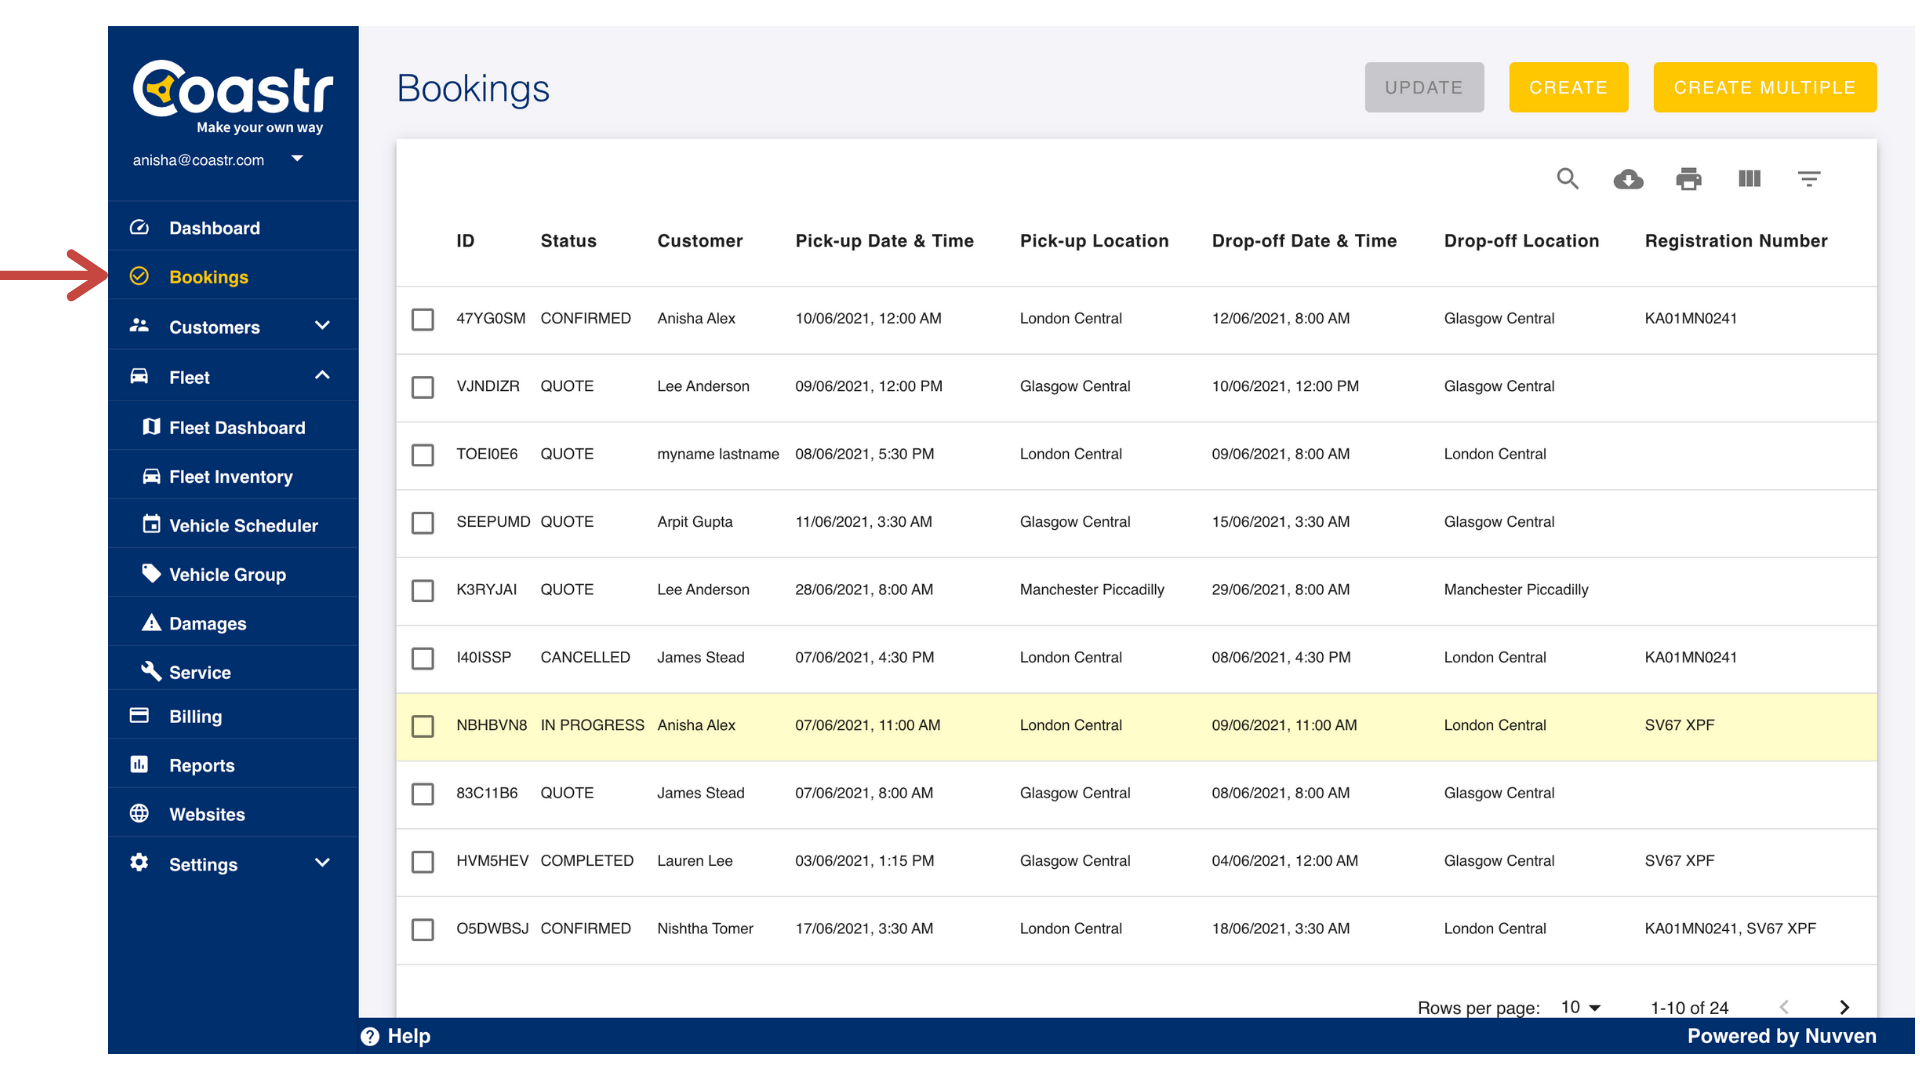 Coastr
Make your own way
anisha@coastr.com
Dashboard
Bookings
Customers
Fleet
Fleet Dashboard
Fleet Inventory
Vehicle Scheduler
Vehicle Group
Damages
Service
Billing
Reports
Websites
Settings
Bookings
UPDATE CREATE CREATE MULTIPLE
ID Status Customer Pick-up Date & Time Pick-up Location Drop-off Date & Time Drop-off Location Registration Number
47YG0SM CONFIRMED Anisha Alex 10/06/2021, 12:00 AM London Central 12/06/2021, 8:00 AM Glasgow Central KA01MN0241
VJNDIZR QUOTE Lee Anderson 09/06/2021, 12:00 PM Glasgow Central 10/06/2021, 12:00 PM Glasgow Central
TOEI0E6 QUOTE myname lastname 08/06/2021, 5:30 PM London Central 09/06/2021, 8:00 AM London Central
SEEPUMD QUOTE Arpit Gupta 11/06/2021, 3:30 AM Glasgow Central 15/06/2021, 3:30 AM Glasgow Central
K3RYJAI QUOTE Lee Anderson 28/06/2021, 8:00 AM Manchester Piccadilly 29/06/2021, 8:00 AM Manchester Piccadilly
I40ISSP CANCELLED James Stead 07/06/2021, 4:30 PM London Central 08/06/2021, 4:30 PM London Central KA01MN0241
NBHBVN8 IN PROGRESS Anisha Alex 07/06/2021, 11:00 AM London Central 09/06/2021, 11:00 AM London Central SV67 XPF
83C11B6 QUOTE James Stead 07/06/2021, 8:00 AM Glasgow Central 08/06/2021, 8:00 AM Glasgow Central
HVM5HEV COMPLETED Lauren Lee 03/06/2021, 1:15 PM Glasgow Central 04/06/2021, 12:00 AM Glasgow Central SV67 XPF
O5DWBSJ CONFIRMED Nishtha Tomer 17/06/2021, 3:30 AM London Central 18/06/2021, 3:30 AM London Central KA01MN0241, SV67 XPF
Rows per page: 10 1-10 of 24
Help
Powered by Nuvven